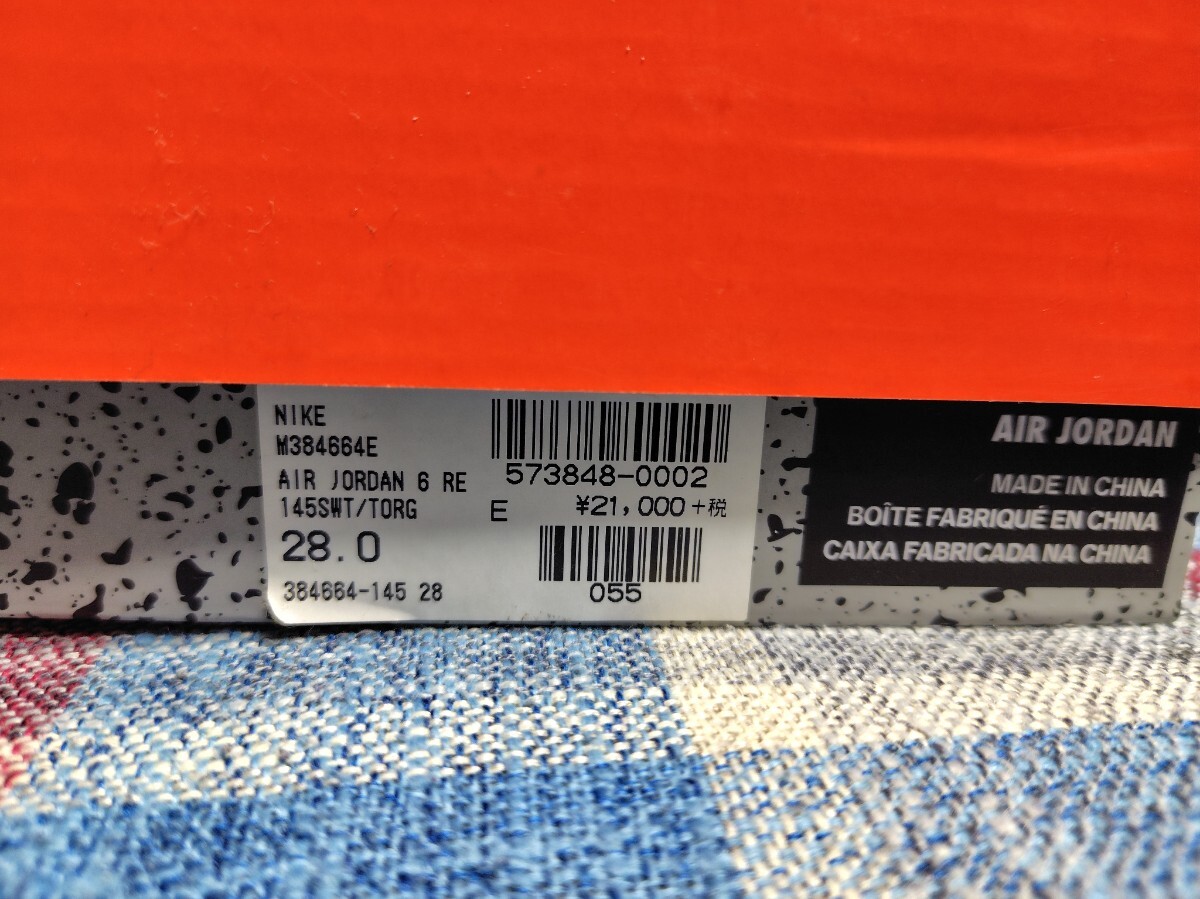 NIKE
M384664E
AIR JORDAN 6 RE
145SWT/TORG
28.0
384664-145 28
573848-0002
E ¥21,000+税
055
AIR JORDAN
MADE IN CHINA
BOÎTE FABRIQUÉ EN CHINA
CAIXA FABRICADA NA CHINA